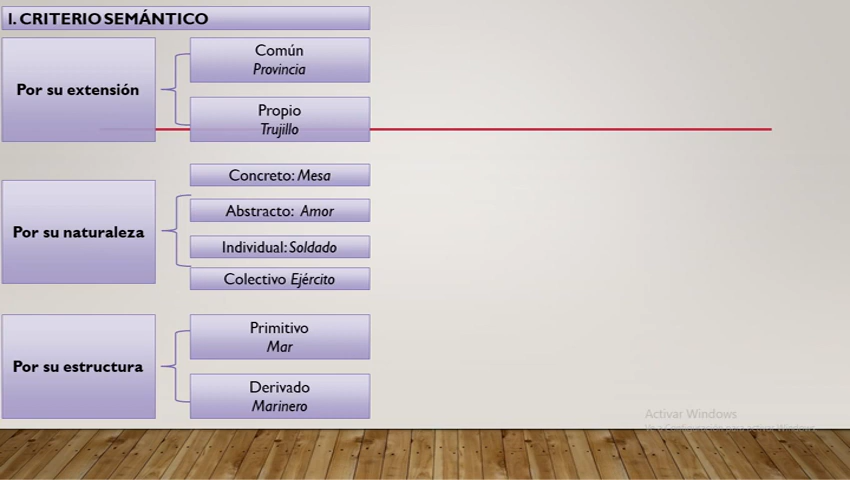 I. CRITERIO SEMÁNTICO
Por su extensión
Común
Provincia
Propio
Trujillo
Por su naturaleza
Concreto: Mesa
Abstracto: Amor
Individual: Soldado
Colectivo Ejército
Por su estructura
Primitivo
Mar
Derivado
Marinero
Activar Windows